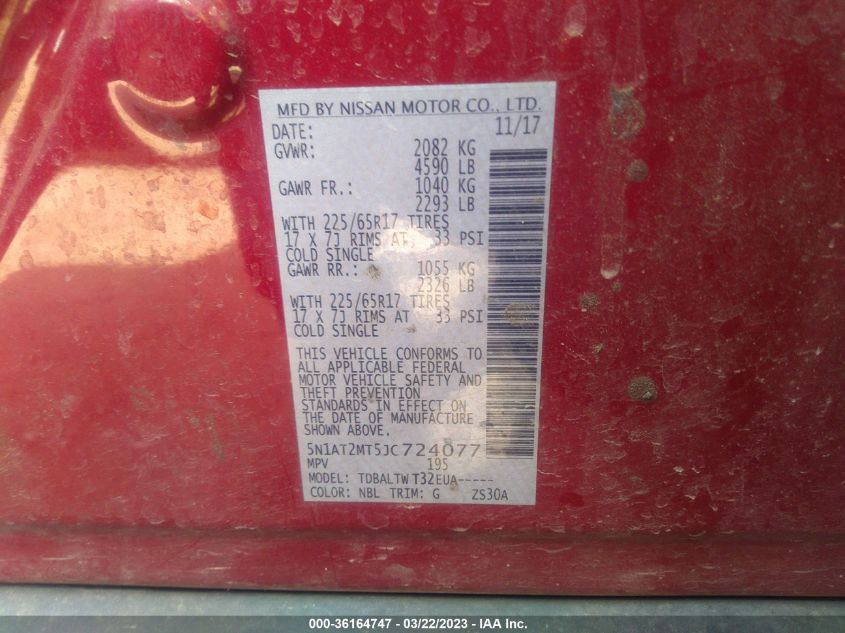 MFD BY NISSAN MOTOR CO., LTD.
DATE: 11/17
GVWR: 2082 KG
4590 LB
GAWR FR.: 1040 KG
2293 LB
WITH 225/65R17 TIRES
17 X 7J RIMS AT 33 PSI
COLD SINGLE
GAWR RR.: 1055 KG
2326 LB
WITH 225/65R17 TIRES
17 X 7J RIMS AT 33 PSI
COLD SINGLE
THIS VEHICLE CONFORMS TO
ALL APPLICABLE FEDERAL
MOTOR VEHICLE SAFETY AND
THEFT PREVENTION
STANDARDS IN EFFECT ON
THE DATE OF MANUFACTURE
SHOWN ABOVE.
5N1AT2MT5JC724077
MPV 195
MODEL: TDBALTW T32EUA-----
COLOR: NBL TRIM: G ZS30A
000-36164747 - 03/22/2023 - IAA Inc.